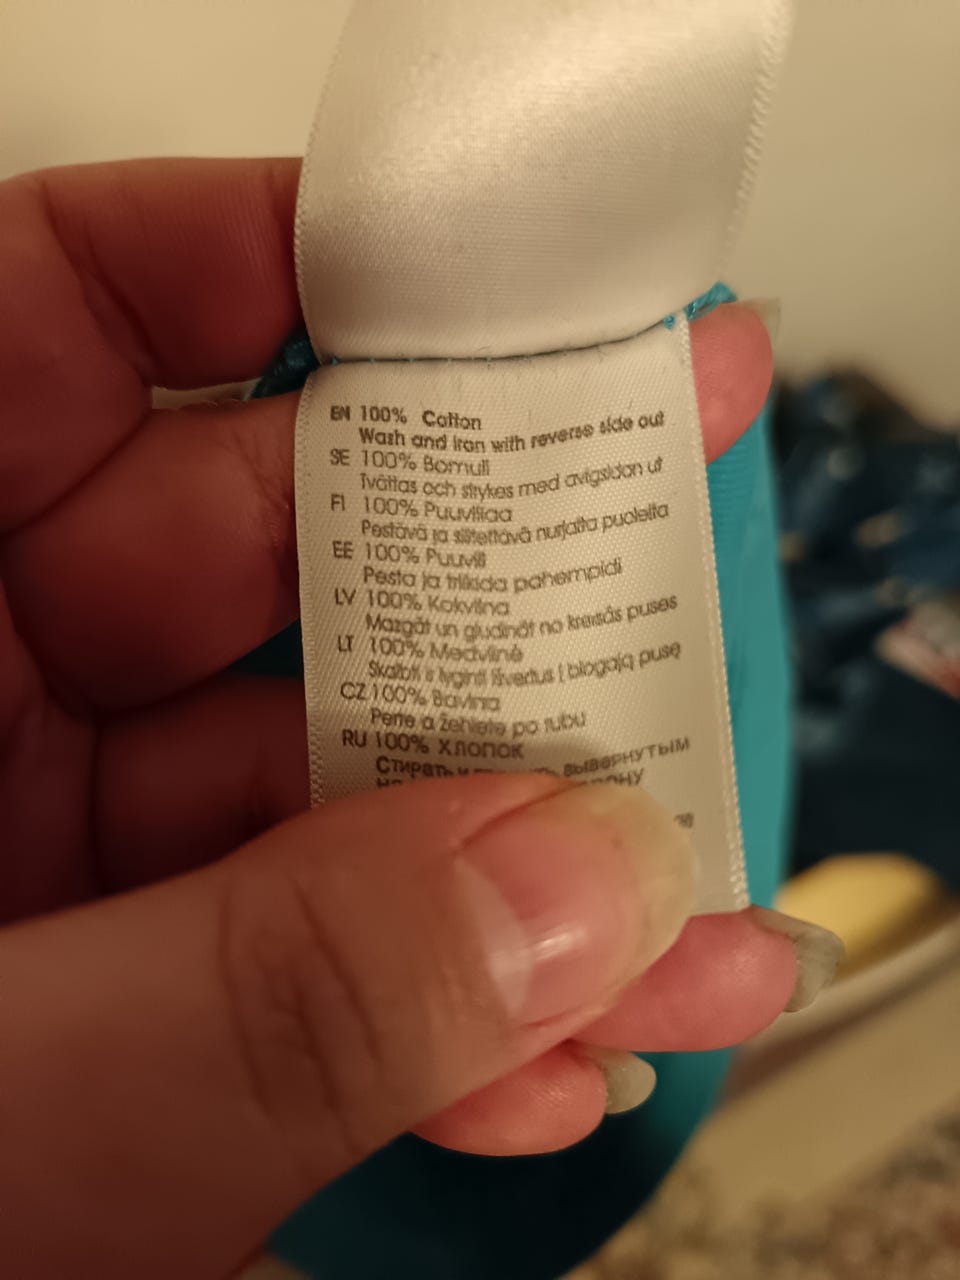 EN 100% Cotton
Wash and iron with reverse side out
SE 100% Bomull
Tvättas och strykes med avigsidan ut
FI 100% Puuvillaa
Pestävä ja silitettävä nurjalta puolelta
EE 100% Puuvill
Pesta ja triikida pahempidi
LV 100% Kokvilna
Mazgāt un gludināt no kreisās puses
LT 100% Medvilnė
Skalbti ir lyginti išvertus į blogąją pusę
CZ 100% Bavlna
Perte a žehlete po rubu
RU 100% ХЛОПОК
Стирать и вывернутым